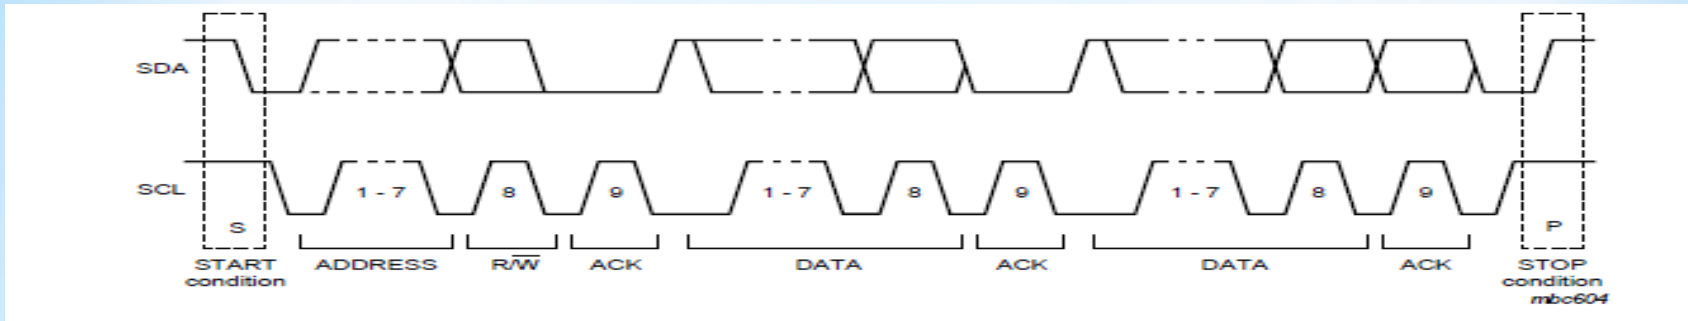 SDA
SCL
1 - 7
8
9
1 - 7
8
9
1 - 7
8
9
S
P
START condition
ADDRESS
R/W̅
ACK
DATA
ACK
DATA
ACK
STOP condition
mbc604